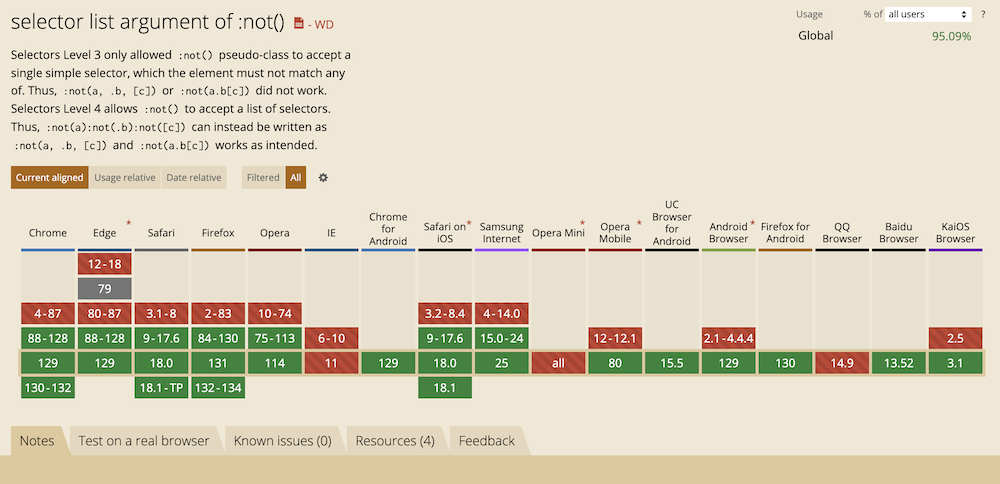 selector list argument of :not() - WD
Usage % of all users ?
Global 95.09%
Selectors Level 3 only allowed :not() pseudo-class to accept a
single simple selector, which the element must not match any
of. Thus, :not(a, .b, [c]) or :not(a.b[c]) did not work.
Selectors Level 4 allows :not() to accept a list of selectors.
Thus, :not(a):not(.b):not([c]) can instead be written as
:not(a, .b, [c]) and :not(a.b[c]) works as intended.
Current aligned Usage relative Date relative Filtered All
Chrome Edge * Safari Firefox Opera IE Chrome for Android Safari on iOS * Samsung Internet Opera Mini * Opera Mobile * UC Browser for Android Android Browser * Firefox for Android QQ Browser Baidu Browser KaiOS Browser
12-18
79
4-87 80-87 3.1-8 2-83 10-74 3.2-8.4 4-14.0
88-128 88-128 9-17.6 84-130 75-113 6-10 9-17.6 15.0-24 12-12.1 2.1-4.4.4 2.5
129 129 18.0 131 114 11 129 18.0 25 all 80 15.5 129 130 14.9 13.52 3.1
130-132 18.1-TP 132-134 18.1
Notes Test on a real browser Known issues (0) Resources (4) Feedback